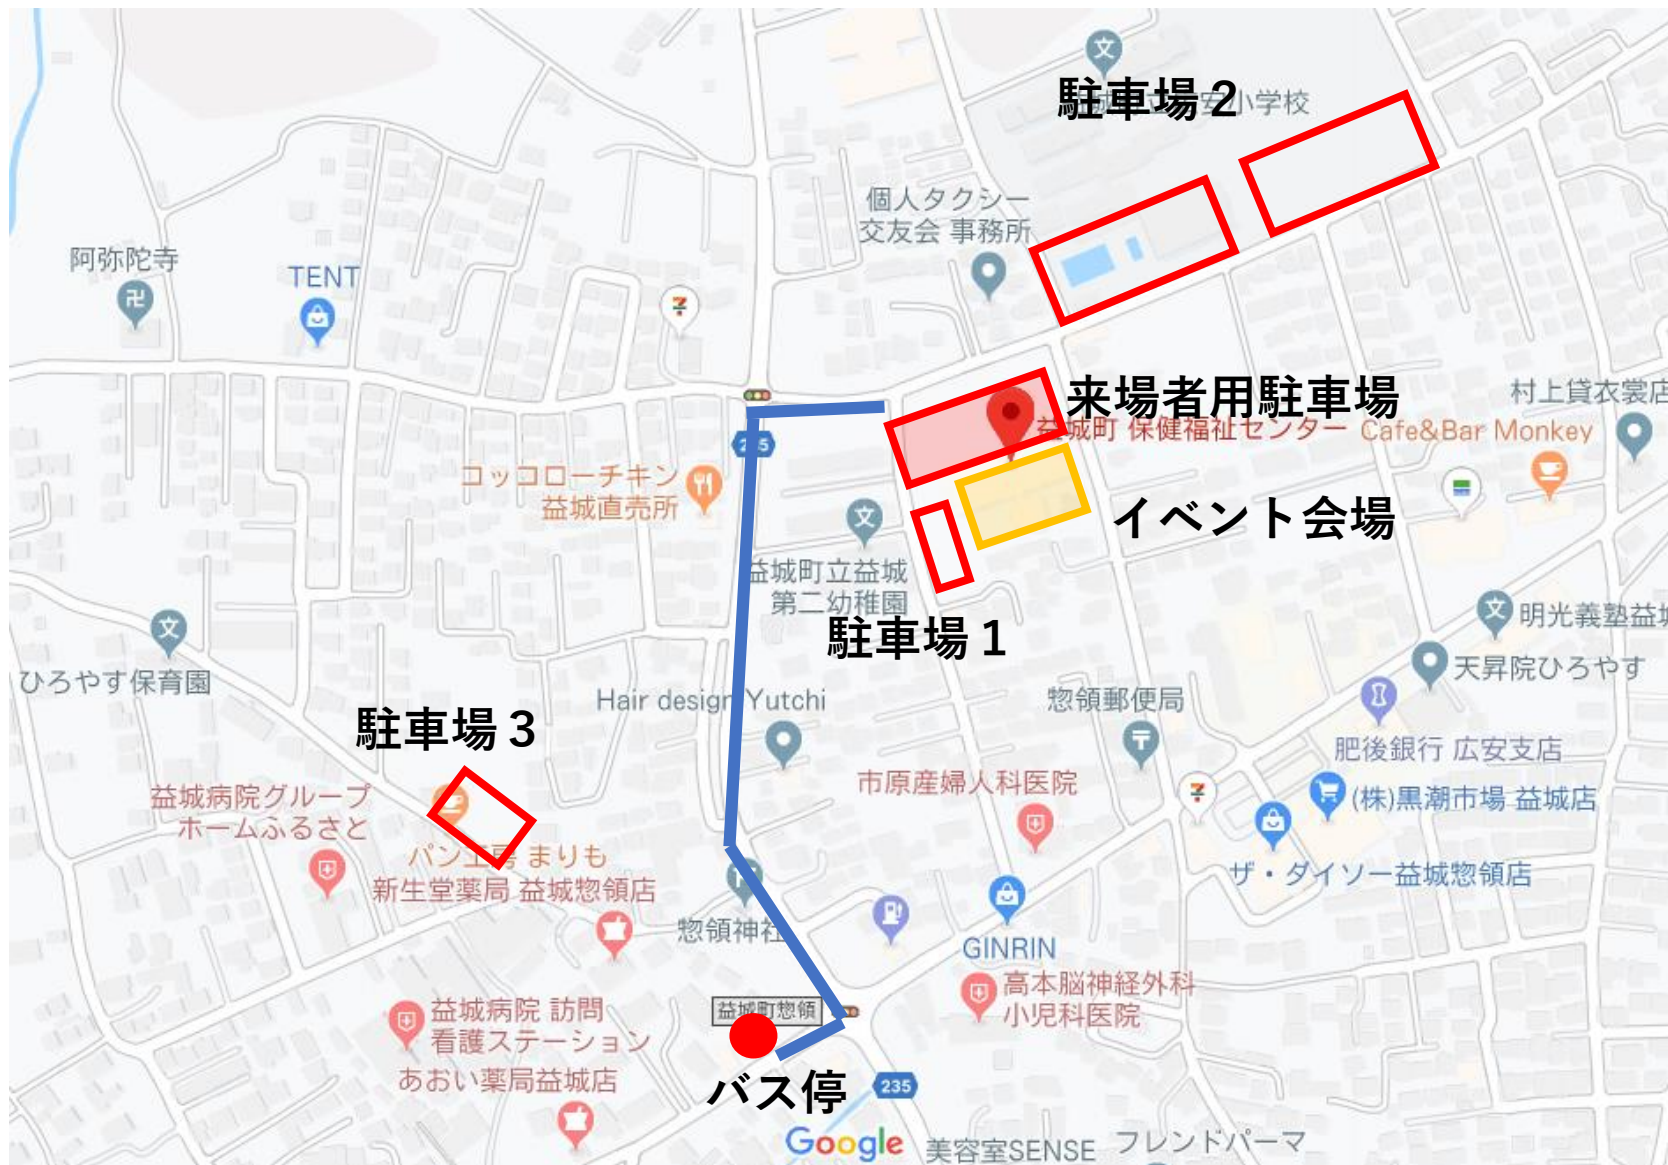 駐車場２
小学校
個人タクシー
交友会 事務所
阿弥陀寺
TENT
来場者用駐車場
村上貸衣裳店
益城町 保健福祉センター
Cafe&Bar Monkey
コッコローチキン
益城直売所
イベント会場
益城町立益城
第二幼稚園
駐車場１
明光義塾益城
天昇院ひろやす
ひろやす保育園
Hair design Yutchi
惣領郵便局
駐車場３
肥後銀行 広安支店
市原産婦人科医院
益城病院グループ
ホームふるさと
(株)黒潮市場 益城店
パン工房 まりも
新生堂薬局 益城惣領店
ザ・ダイソー益城惣領店
惣領神社
GINRIN
高本脳神経外科
小児科医院
益城町惣領
益城病院 訪問
看護ステーション
あおい薬局益城店
バス停
235
Google
美容室SENSE
フレンドパーマ